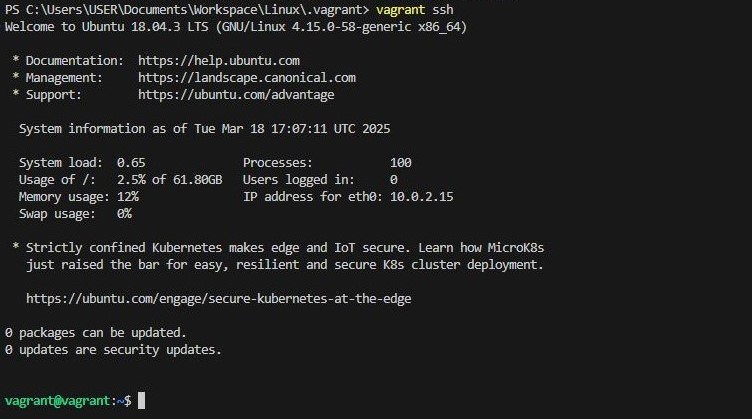 PS C:\Users\USER\Documents\Workspace\Linux\.vagrant> vagrant ssh
Welcome to Ubuntu 18.04.3 LTS (GNU/Linux 4.15.0-58-generic x86_64)

 * Documentation:  https://help.ubuntu.com
 * Management:     https://landscape.canonical.com
 * Support:        https://ubuntu.com/advantage

  System information as of Tue Mar 18 17:07:11 UTC 2025

  System load:  0.65              Processes:           100
  Usage of /:   2.5% of 61.80GB   Users logged in:     0
  Memory usage: 12%               IP address for eth0: 10.0.2.15
  Swap usage:   0%

 * Strictly confined Kubernetes makes edge and IoT secure. Learn how MicroK8s
   just raised the bar for easy, resilient and secure K8s cluster deployment.

   https://ubuntu.com/engage/secure-kubernetes-at-the-edge

0 packages can be updated.
0 updates are security updates.


vagrant@vagrant:~$